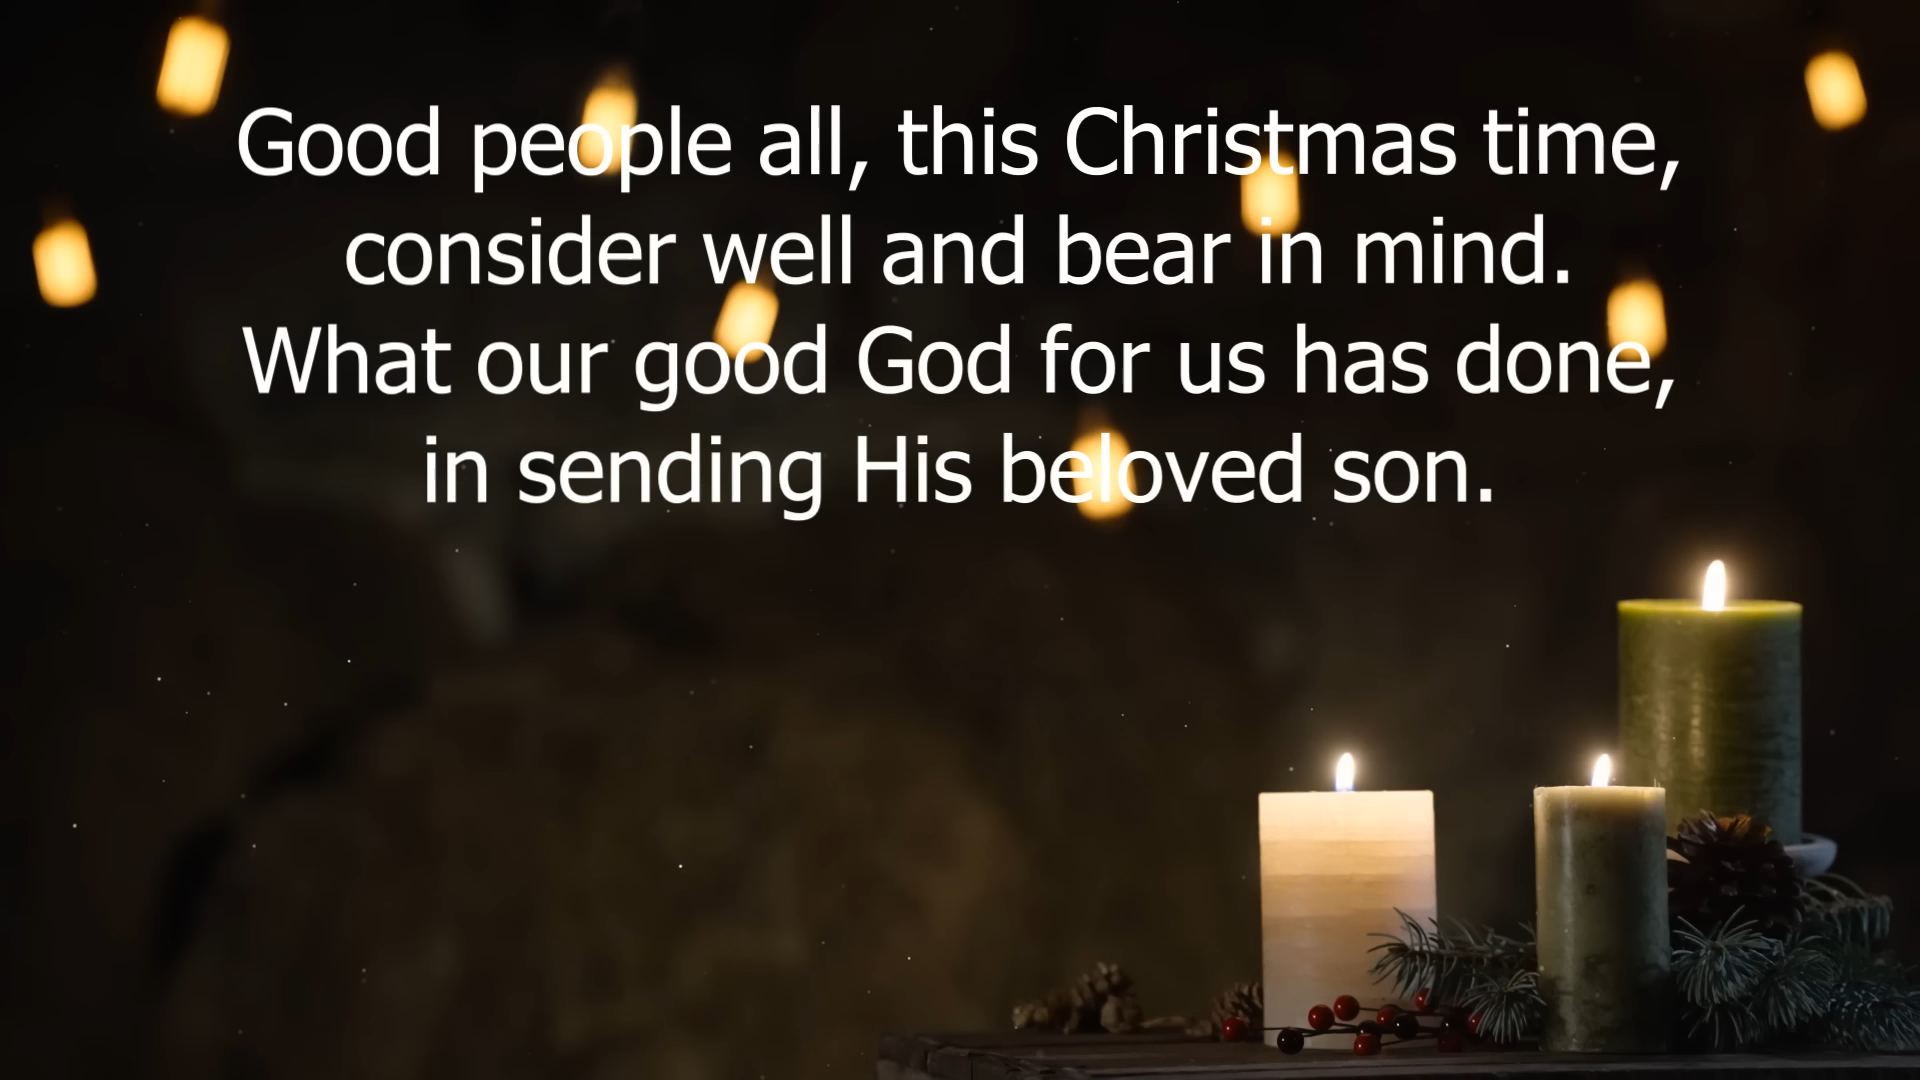 Good people all, this Christmas time,
consider well and bear in mind.
What our good God for us has done,
in sending His beloved son.